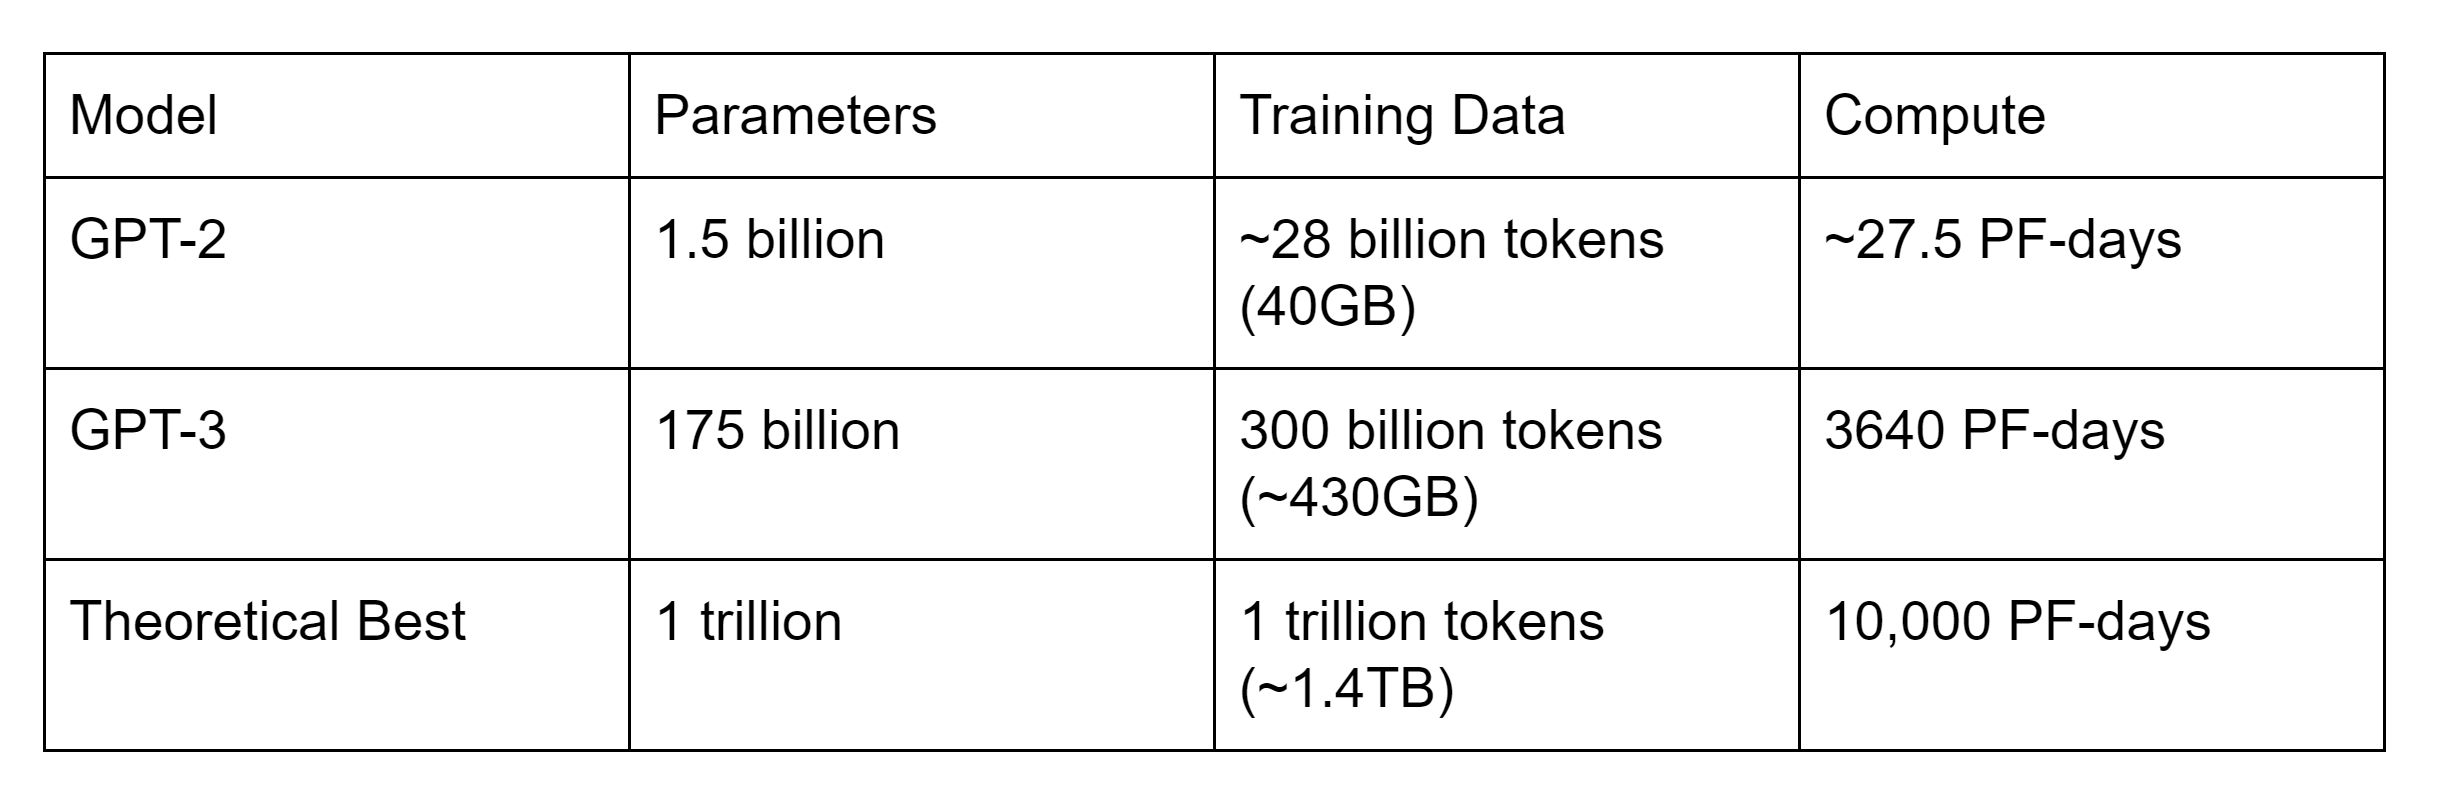 Model Parameters Training Data Compute
GPT-2 1.5 billion ~28 billion tokens ~27.5 PF-days
(40GB)
GPT-3 175 billion 300 billion tokens 3640 PF-days
(~430GB)
Theoretical Best 1 trillion 1 trillion tokens 10,000 PF-days
(~1.4TB)